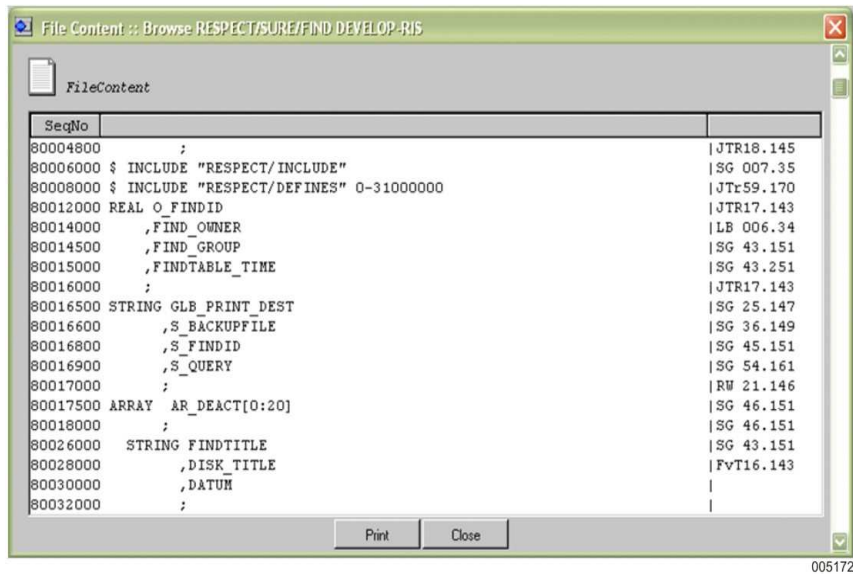 File Content :: Browse RESPECT/SURE/FIND DEVELOP-RIS
FileContent
SeqNo
80004800 ; |JTR18.145
80006000 $ INCLUDE "RESPECT/INCLUDE" |SG 007.35
80008000 $ INCLUDE "RESPECT/DEFINES" 0-31000000 |JTr59.170
80012000 REAL O_FINDID |JTR17.143
80014000 ,FIND_OWNER |LB 006.34
80014500 ,FIND_GROUP |SG 43.151
80015000 ,FINDTABLE_TIME |SG 43.251
80016000 ; |JTR17.143
80016500 STRING GLB_PRINT_DEST |SG 25.147
80016600 ,S_BACKUPFILE |SG 36.149
80016800 ,S_FINDID |SG 45.151
80016900 ,S_QUERY |SG 54.161
80017000 ; |RW 21.146
80017500 ARRAY AR_DEACT[0:20] |SG 46.151
80018000 ; |SG 46.151
80026000 STRING FINDTITLE |SG 43.151
80028000 ,DISK_TITLE |FvT16.143
80030000 ,DATUM |
80032000 ; |
Print Close
005172